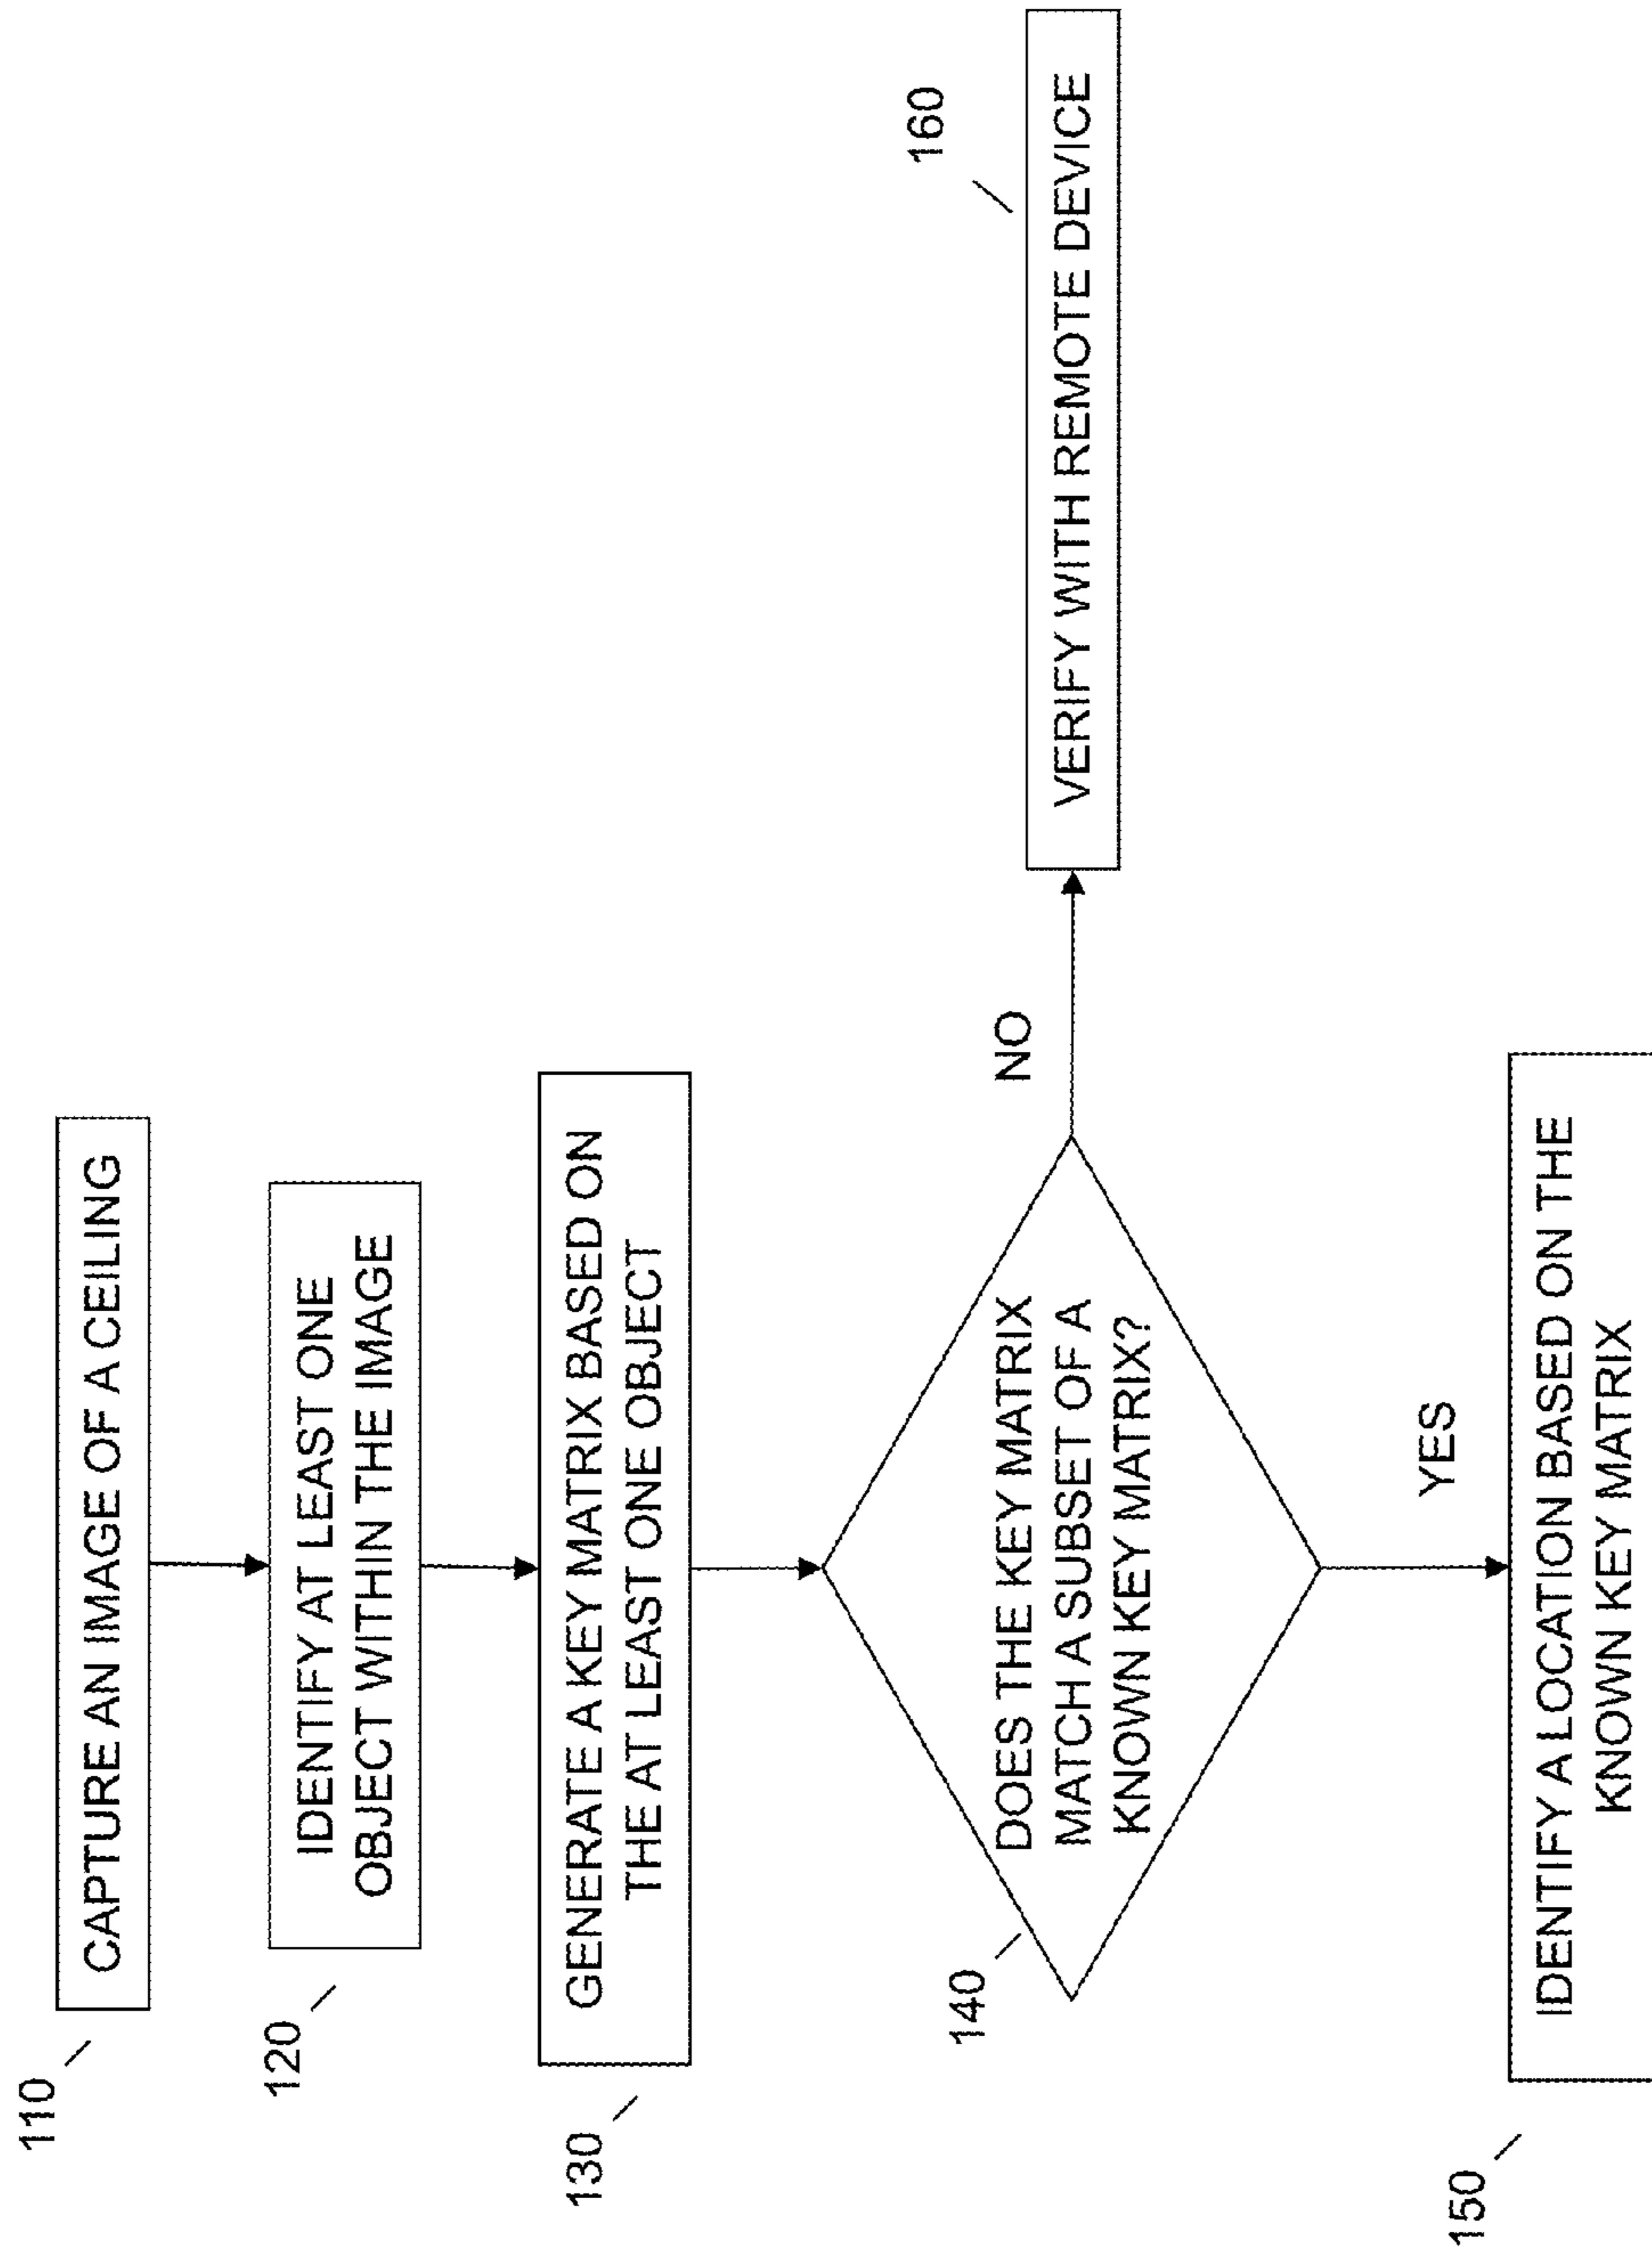 110
CAPTURE AN IMAGE OF A CEILING
120
IDENTIFY AT LEAST ONE
OBJECT WITHIN THE IMAGE
130
GENERATE A KEY MATRIX BASED ON
THE AT LEAST ONE OBJECT
140
DOES THE KEY MATRIX
MATCH A SUBSET OF A
KNOWN KEY MATRIX?
NO
160
VERIFY WITH REMOTE DEVICE
YES
150
IDENTIFY A LOCATION BASED ON THE
KNOWN KEY MATRIX